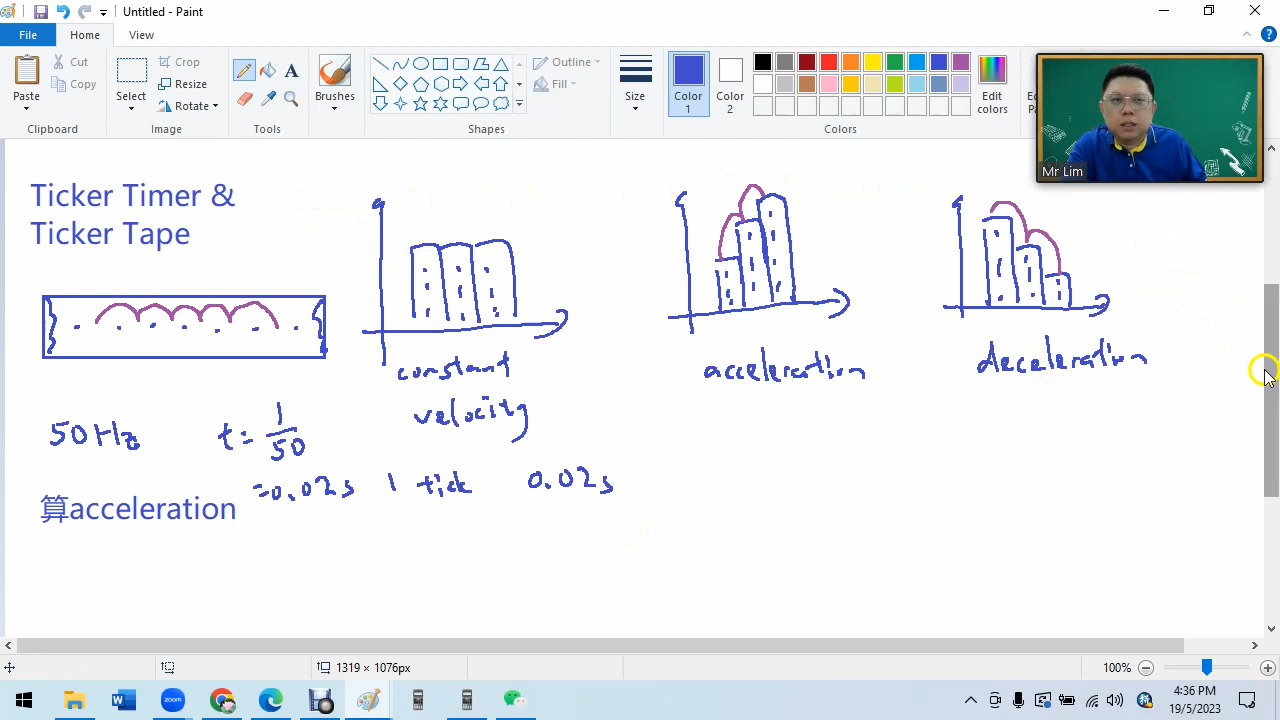 Untitled - Paint
File
Home
View
Paste
Cut
Copy
Clipboard
Select
Crop
Resize
Rotate
Image
Tools
Brushes
Shapes
Outline
Fill
Size
Color 1
Color 2
Colors
Edit colors
Mr Lim
Ticker Timer &
Ticker Tape
constant
velocity
acceleration
deceleration
50 Hz t = 1/50
= 0.02s 1 tick 0.02s
算acceleration
1319 × 1076px
100%
zoom
4:36 PM
19/5/2023